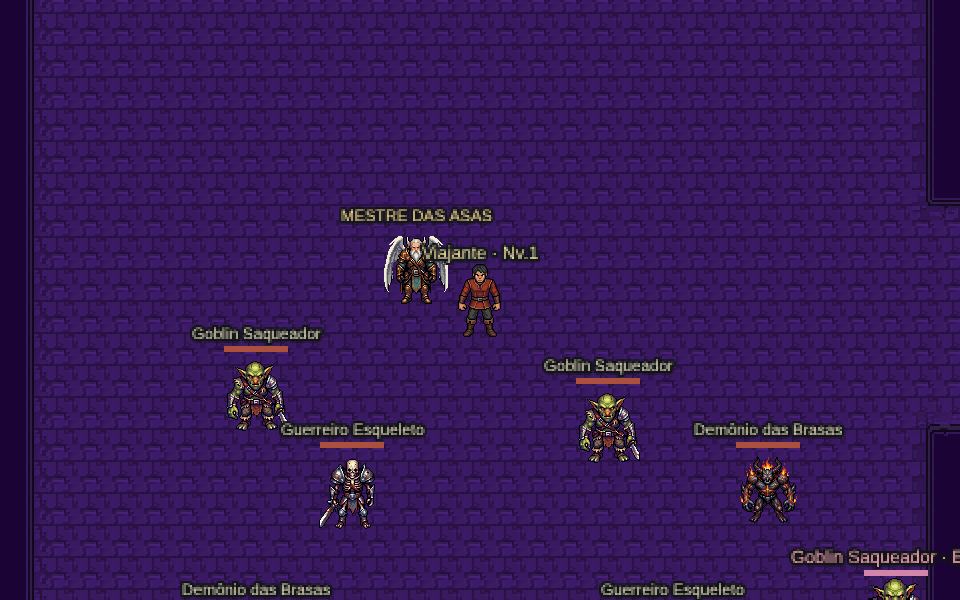 MESTRE DAS ASAS
Viajante · Nv.1
Goblin Saqueador
Goblin Saqueador
Guerreiro Esqueleto
Demônio das Brasas
Goblin Saqueador · E
Demônio das Brasas
Guerreiro Esqueleto